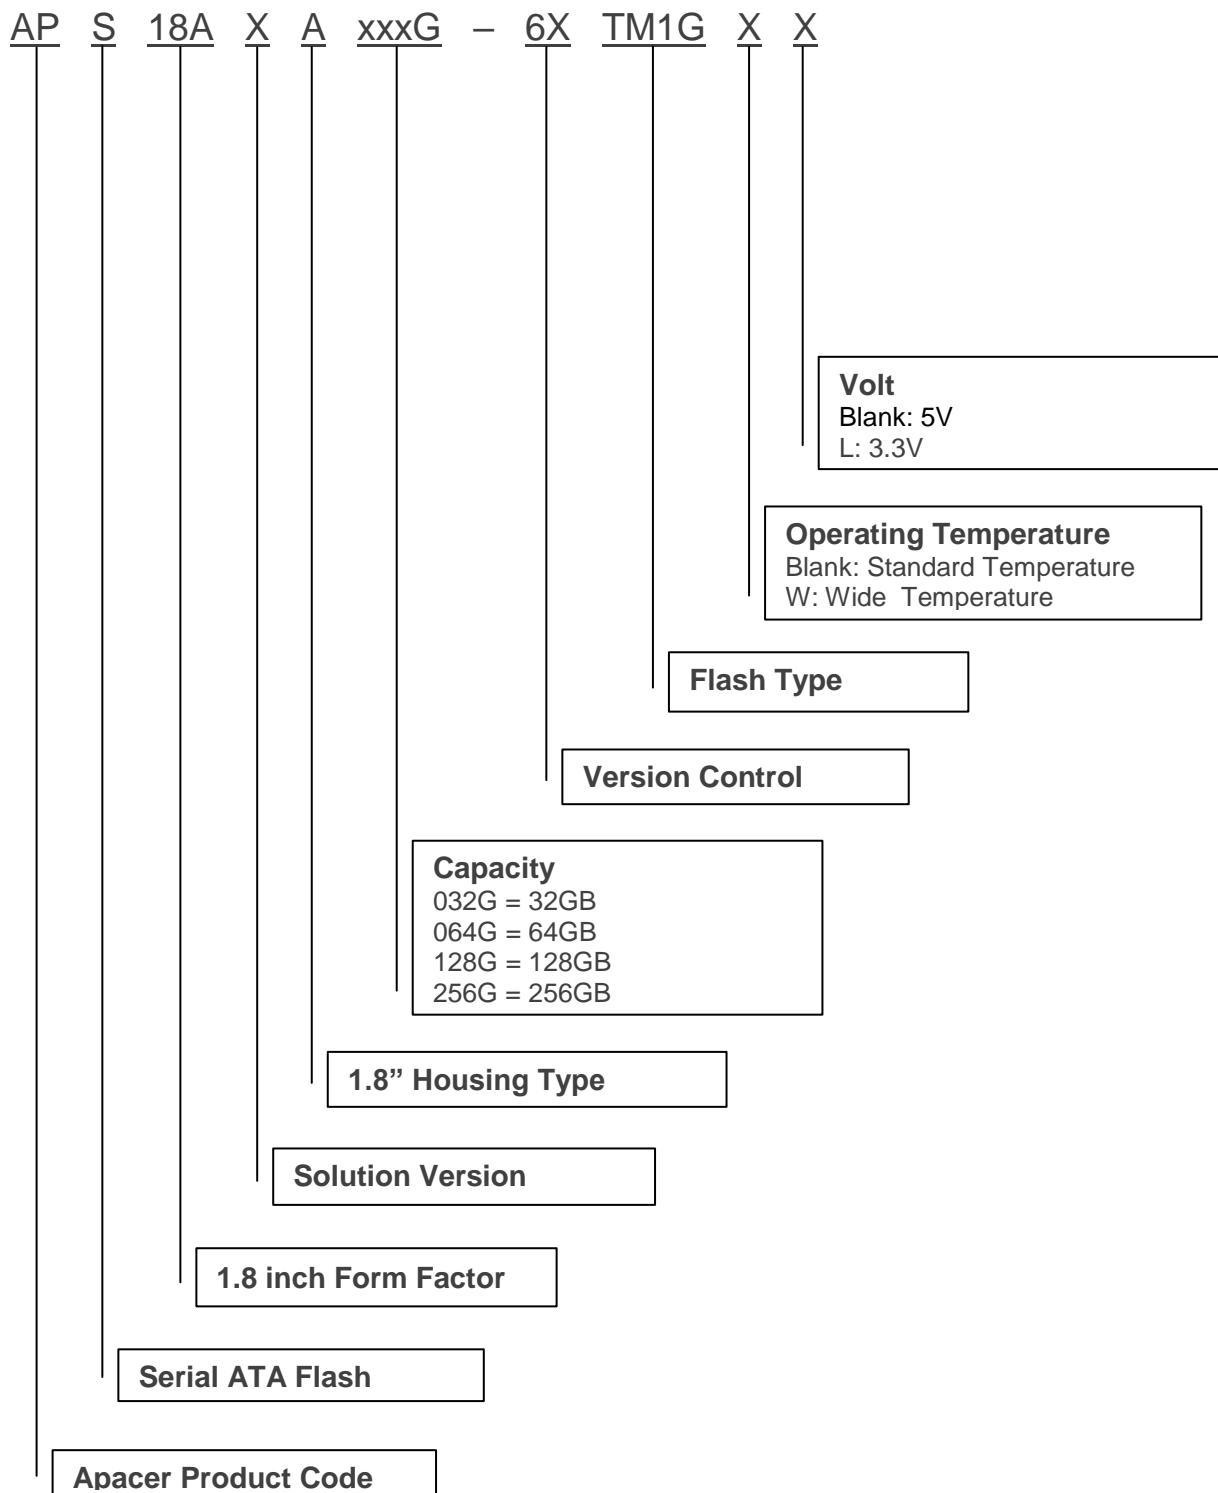 AP S 18A X A xxxG – 6X TM1G X X
Volt
Blank: 5V
L: 3.3V
Operating Temperature
Blank: Standard Temperature
W: Wide Temperature
Flash Type
Version Control
Capacity
032G = 32GB
064G = 64GB
128G = 128GB
256G = 256GB
1.8” Housing Type
Solution Version
1.8 inch Form Factor
Serial ATA Flash
Apacer Product Code